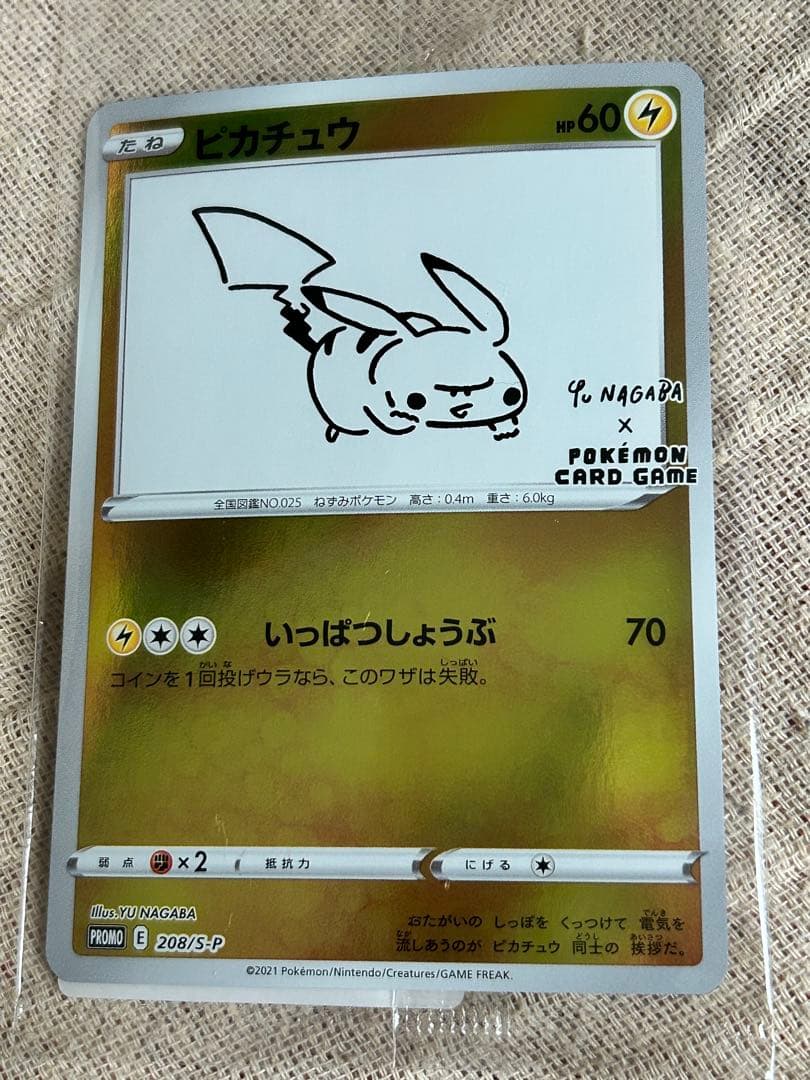 たね ピカチュウ HP60
Yu NAGABA
×
POKÉMON
CARD GAME
全国図鑑NO.025 ねずみポケモン 高さ：0.4m 重さ：6.0kg
いっぱつしょうぶ 70
コインを1回投げウラなら、このワザは失敗。
弱点 ×2 抵抗力 にげる
Illus.YU NAGABA
PROMO E 208/S-P
おたがいの しっぽを くっつけて 電気を
流しあうのが ピカチュウ 同士の 挨拶だ。
©2021 Pokémon/Nintendo/Creatures/GAME FREAK.